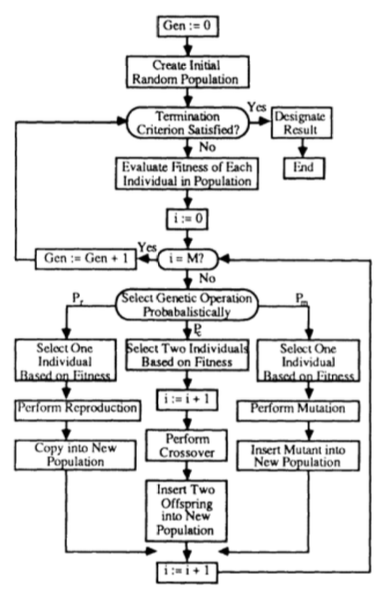 Gen := 0
Create Initial
Random Population
Termination
Criterion Satisfied?
Yes
Designate
Result
No
End
Evaluate Fitness of Each
Individual in Population
i := 0
Gen := Gen + 1
Yes
i = M?
No
Select Genetic Operation
Probabalistically
Pr
Pc
Pm
Select One
Individual
Based on Fitness
Select Two Individuals
Based on Fitness
Select One
Individual
Based on Fitness
i := i + 1
Perform Reproduction
Perform
Crossover
Perform Mutation
Copy into New
Population
Insert Two
Offspring
into New
Population
Insert Mutant into
New Population
i := i + 1